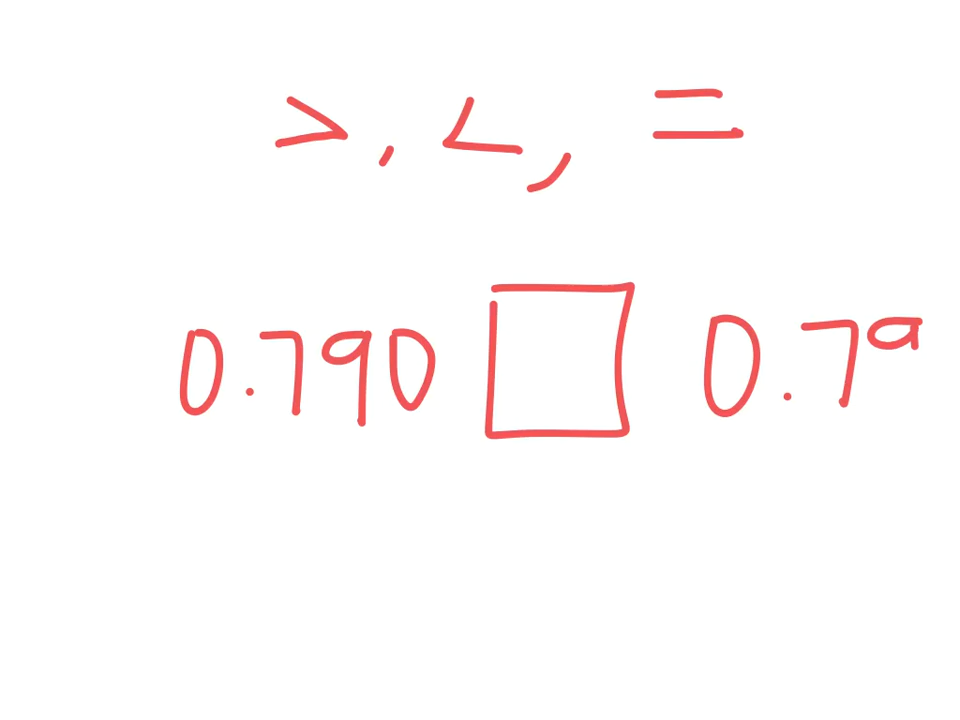 >, <, =
0.790 □ 0.79